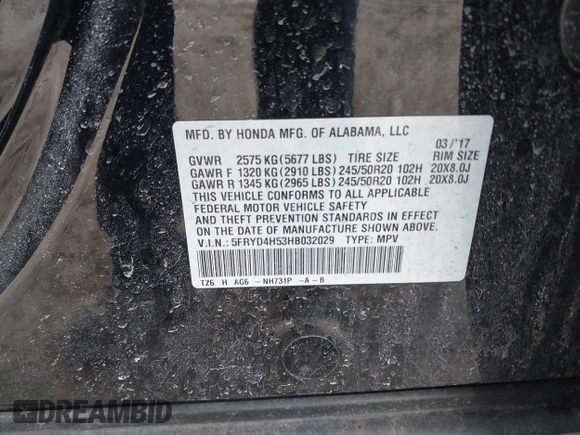 MFD. BY HONDA MFG. OF ALABAMA, LLC
03/'17
GVWR 2575 KG (5677 LBS) TIRE SIZE RIM SIZE
GAWR F 1320 KG (2910 LBS) 245/50R20 102H 20X8.0J
GAWR R 1345 KG (2965 LBS) 245/50R20 102H 20X8.0J
THIS VEHICLE CONFORMS TO ALL APPLICABLE
FEDERAL MOTOR VEHICLE SAFETY
AND THEFT PREVENTION STANDARDS IN EFFECT
ON THE DATE OF MANUFACTURE SHOWN ABOVE.
V.I.N.: 5FRYD4H53HB032029 TYPE: MPV
TZ6 H AG6 - NH731P -A-B
DREAMBID